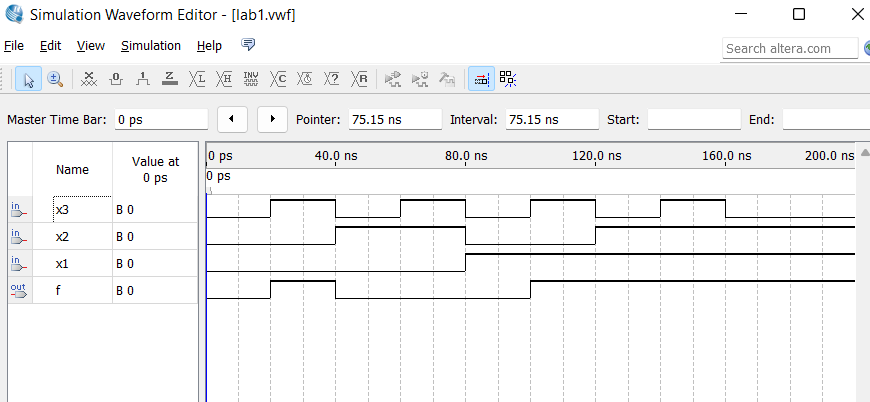 Simulation Waveform Editor - [lab1.vwf]
File Edit View Simulation Help
Search altera.com
0 1 Z L H INV C ? R
Master Time Bar: 0 ps Pointer: 75.15 ns Interval: 75.15 ns Start: End:
Name
Value at
0 ps
0 ps 40.0 ns 80.0 ns 120.0 ns 160.0 ns 200.0 ns
0 ps
in x3 B 0
in x2 B 0
in x1 B 0
out f B 0